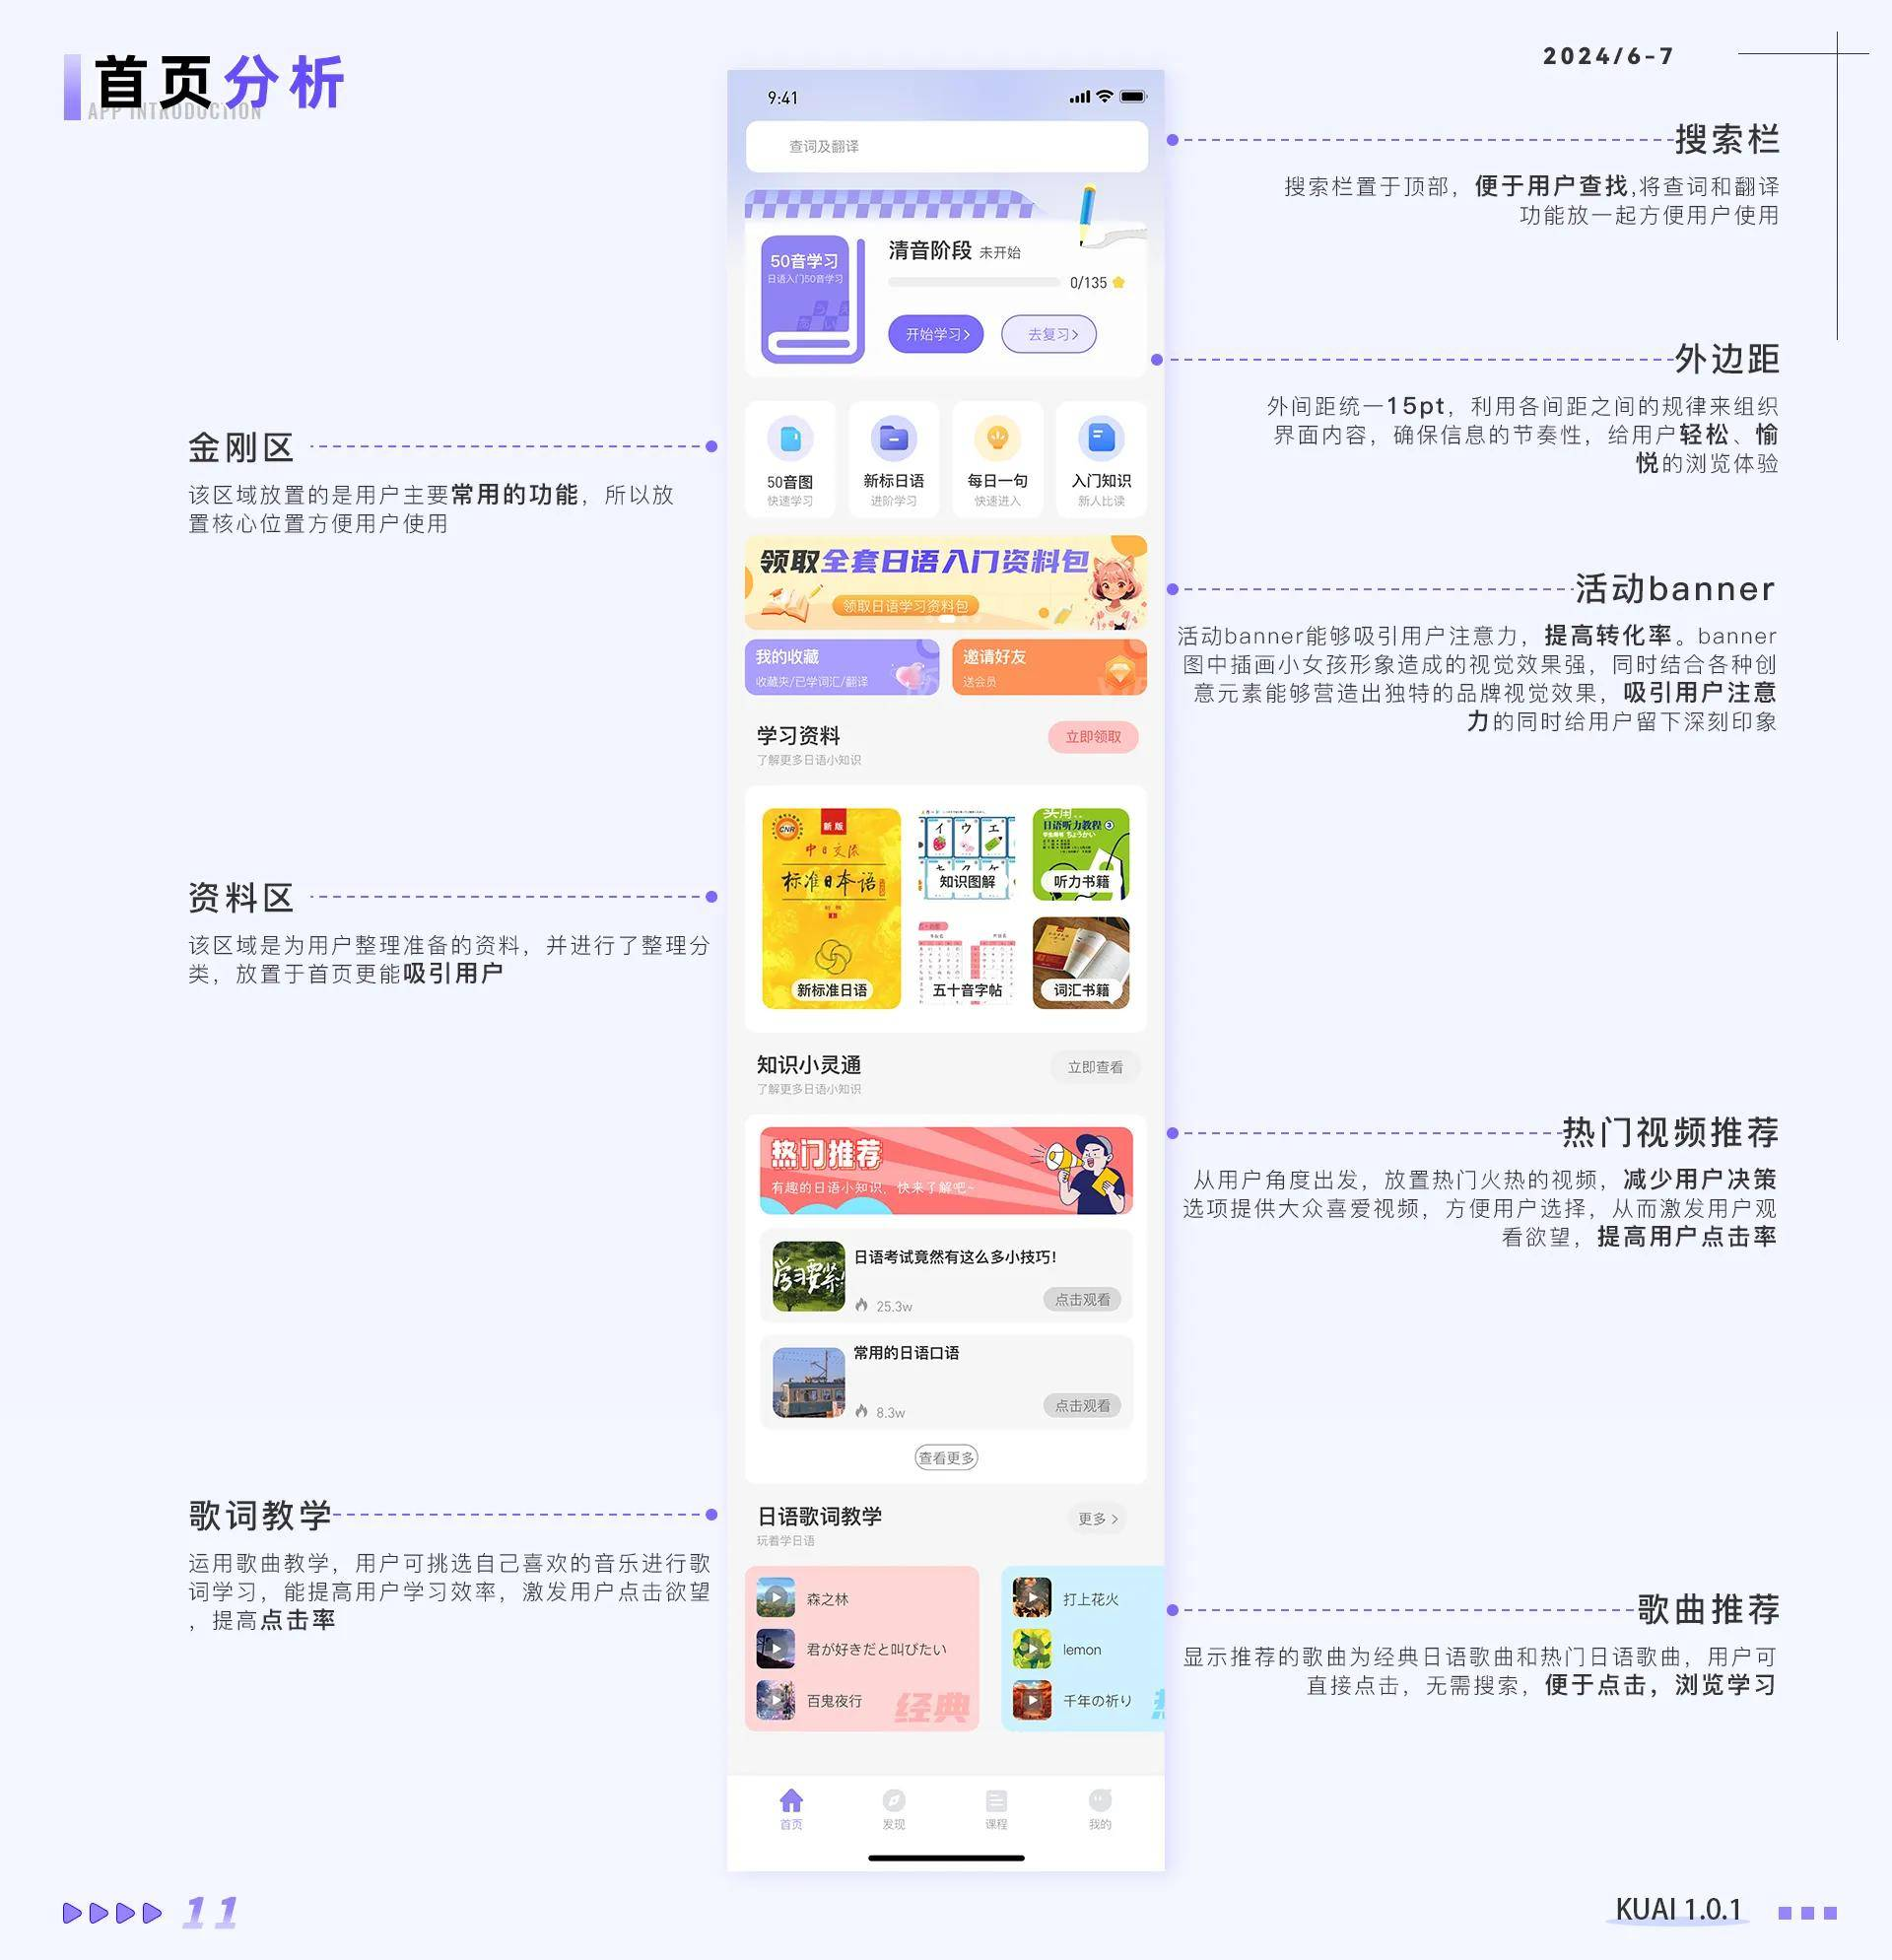 首页分析
APP INTRODUCTION
2024/6-7
9:41
查词及翻译
50音学习
日语入门50音学习
清音阶段 未开始
0/135
开始学习>
去复习>
50音图
快速学习
新标日语
进阶学习
每日一句
快速进入
入门知识
新人比读
领取全套日语入门资料包
领取日语学习资料包
我的收藏
收藏夹/已学词汇/翻译
邀请好友
送会员
学习资料
了解更多日语小知识
立即领取
CNR
新版
中日交流
标准日本语
新标准日语
イ ウ エ
知识图解
日语听力教程③
听力书籍
五十音字帖
词汇书籍
知识小灵通
了解更多日语小知识
立即查看
热门推荐
有趣的日语小知识，快来了解吧~
学习要紧!
日语考试竟然有这么多小技巧！
25.3w
点击观看
常用的日语口语
8.3w
点击观看
查看更多
日语歌词教学
玩着学日语
更多 >
森之林
君が好きだと叫びたい
百鬼夜行
经典
打上花火
lemon
千年の祈り
首页
发现
课程
我的
金刚区
该区域放置的是用户主要常用的功能，所以放
置核心位置方便用户使用
资料区
该区域是为用户整理准备的资料，并进行了整理分
类，放置于首页更能吸引用户
歌词教学
运用歌曲教学，用户可挑选自己喜欢的音乐进行歌
词学习，能提高用户学习效率，激发用户点击欲望
，提高点击率
搜索栏
搜索栏置于顶部，便于用户查找,将查词和翻译
功能放一起方便用户使用
外边距
外间距统一15pt，利用各间距之间的规律来组织
界面内容，确保信息的节奏性，给用户轻松、愉
悦的浏览体验
活动banner
活动banner能够吸引用户注意力，提高转化率。banner
图中插画小女孩形象造成的视觉效果强，同时结合各种创
意元素能够营造出独特的品牌视觉效果，吸引用户注意
力的同时给用户留下深刻印象
热门视频推荐
从用户角度出发，放置热门火热的视频，减少用户决策
选项提供大众喜爱视频，方便用户选择，从而激发用户观
看欲望，提高用户点击率
歌曲推荐
显示推荐的歌曲为经典日语歌曲和热门日语歌曲，用户可
直接点击，无需搜索，便于点击，浏览学习
11
KUAI 1.0.1